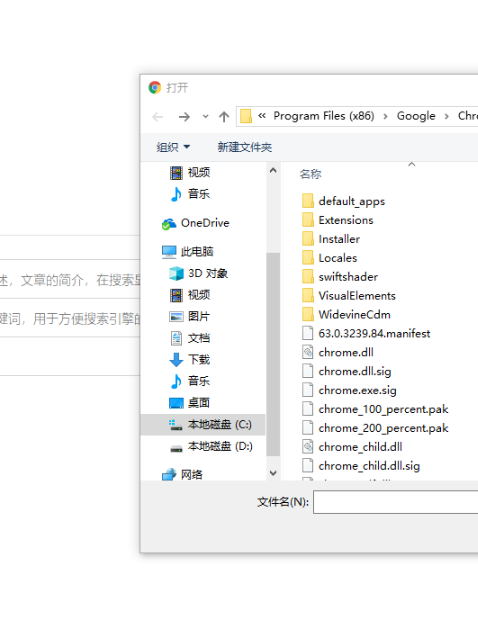 打开
« Program Files (x86) › Google ›
组织 新建文件夹
视频
音乐
OneDrive
此电脑
3D 对象
视频
图片
文档
下载
音乐
桌面
本地磁盘 (C:)
本地磁盘 (D:)
网络
名称
default_apps
Extensions
Installer
Locales
swiftshader
VisualElements
WidevineCdm
63.0.3239.84.manifest
chrome.dll
chrome.dll.sig
chrome.exe.sig
chrome_100_percent.pak
chrome_200_percent.pak
chrome_child.dll
chrome_child.dll.sig
文件名(N):
述，文章的简介，在搜索
键词，用于方便搜索引擎的